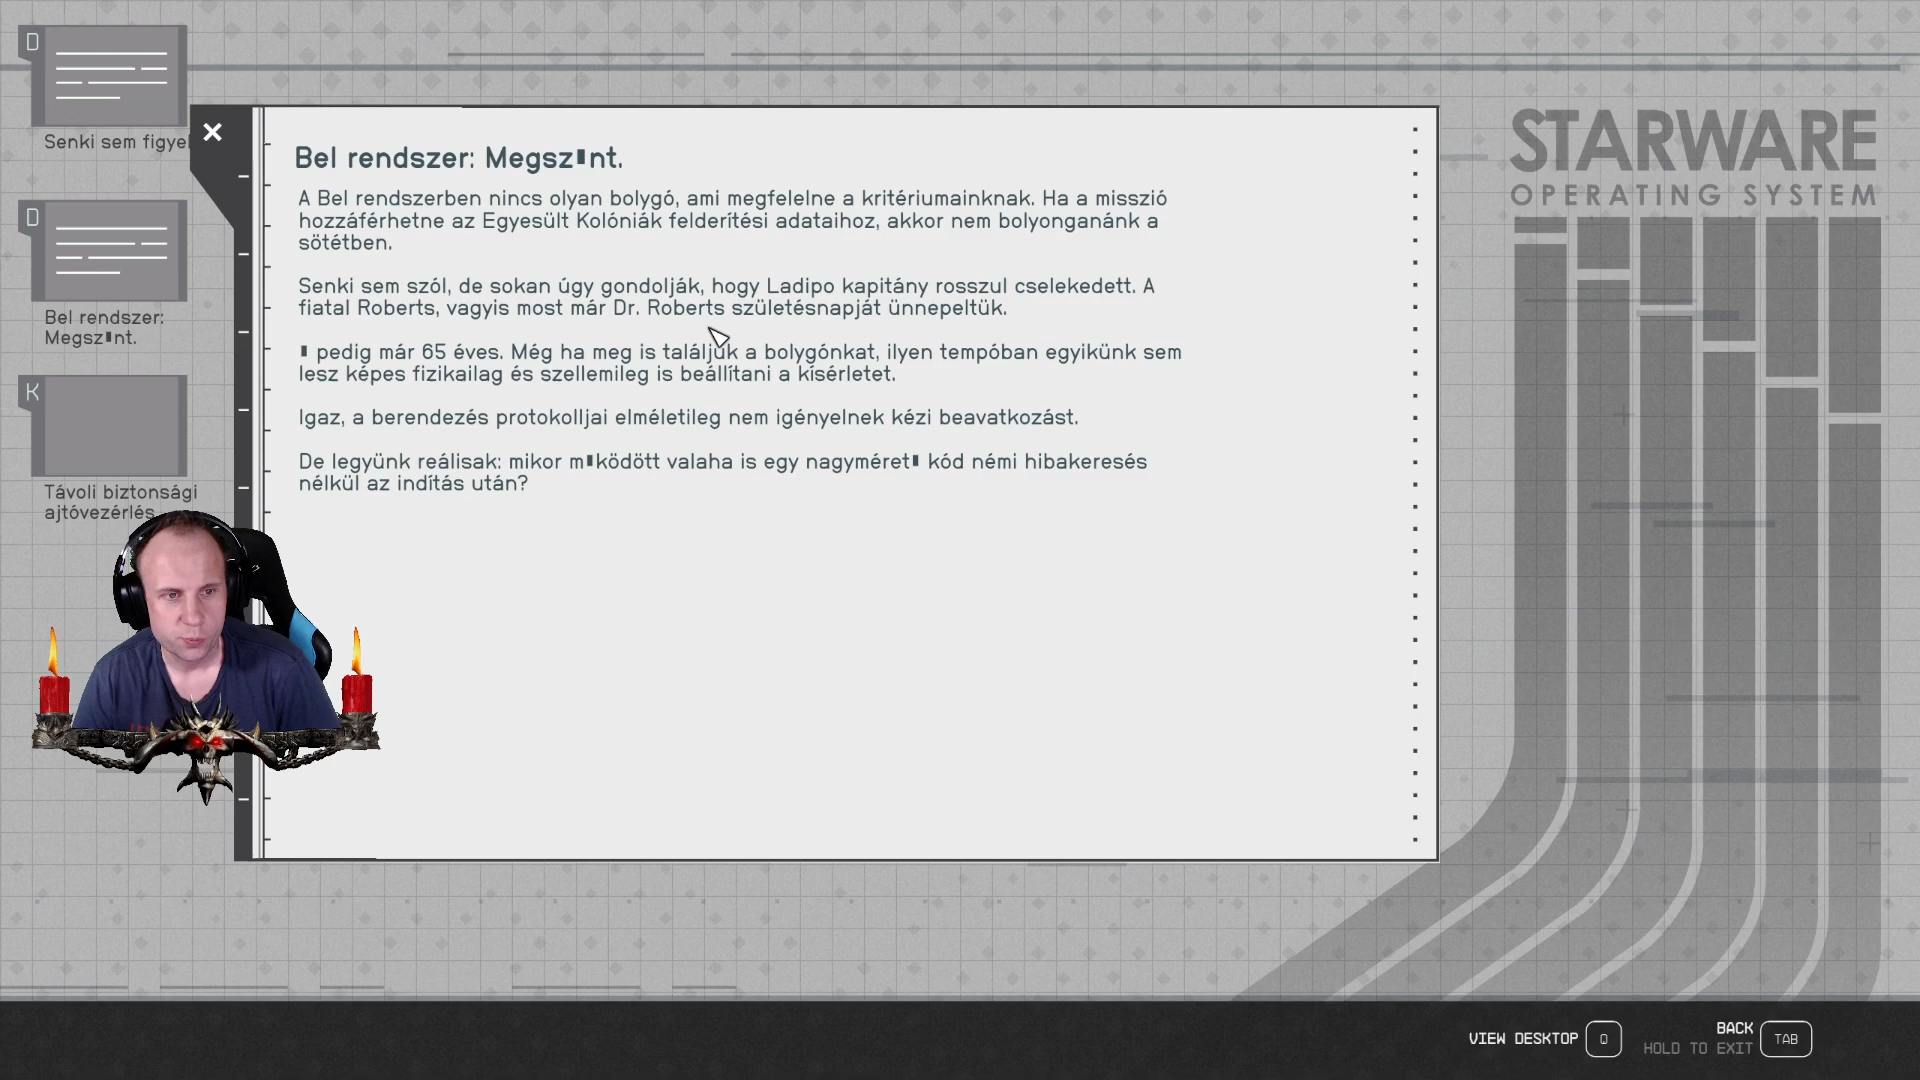 D
Senki sem figyel
D
Bel rendszer:
Megsz▮nt.
K
Távoli biztonsági
ajtóvezérlés
Bel rendszer: Megsz▮nt.
A Bel rendszerben nincs olyan bolygó, ami megfelelne a kritériumainknak. Ha a misszió
hozzáférhetne az Egyesült Kolóniák felderítési adataihoz, akkor nem bolyonganánk a
sötétben.
Senki sem szól, de sokan úgy gondolják, hogy Ladipo kapitány rosszul cselekedett. A
fiatal Roberts, vagyis most már Dr. Roberts születésnapját ünnepeltük.
▮ pedig már 65 éves. Még ha meg is találjuk a bolygónkat, ilyen tempóban egyikünk sem
lesz képes fizikailag és szellemileg is beállítani a kísérletet.
Igaz, a berendezés protokolljai elméletileg nem igényelnek kézi beavatkozást.
De legyünk reálisak: mikor m▮ködött valaha is egy nagyméret▮ kód némi hibakeresés
nélkül az indítás után?
STARWARE
OPERATING SYSTEM
VIEW DESKTOP Q
BACK
HOLD TO EXIT
TAB